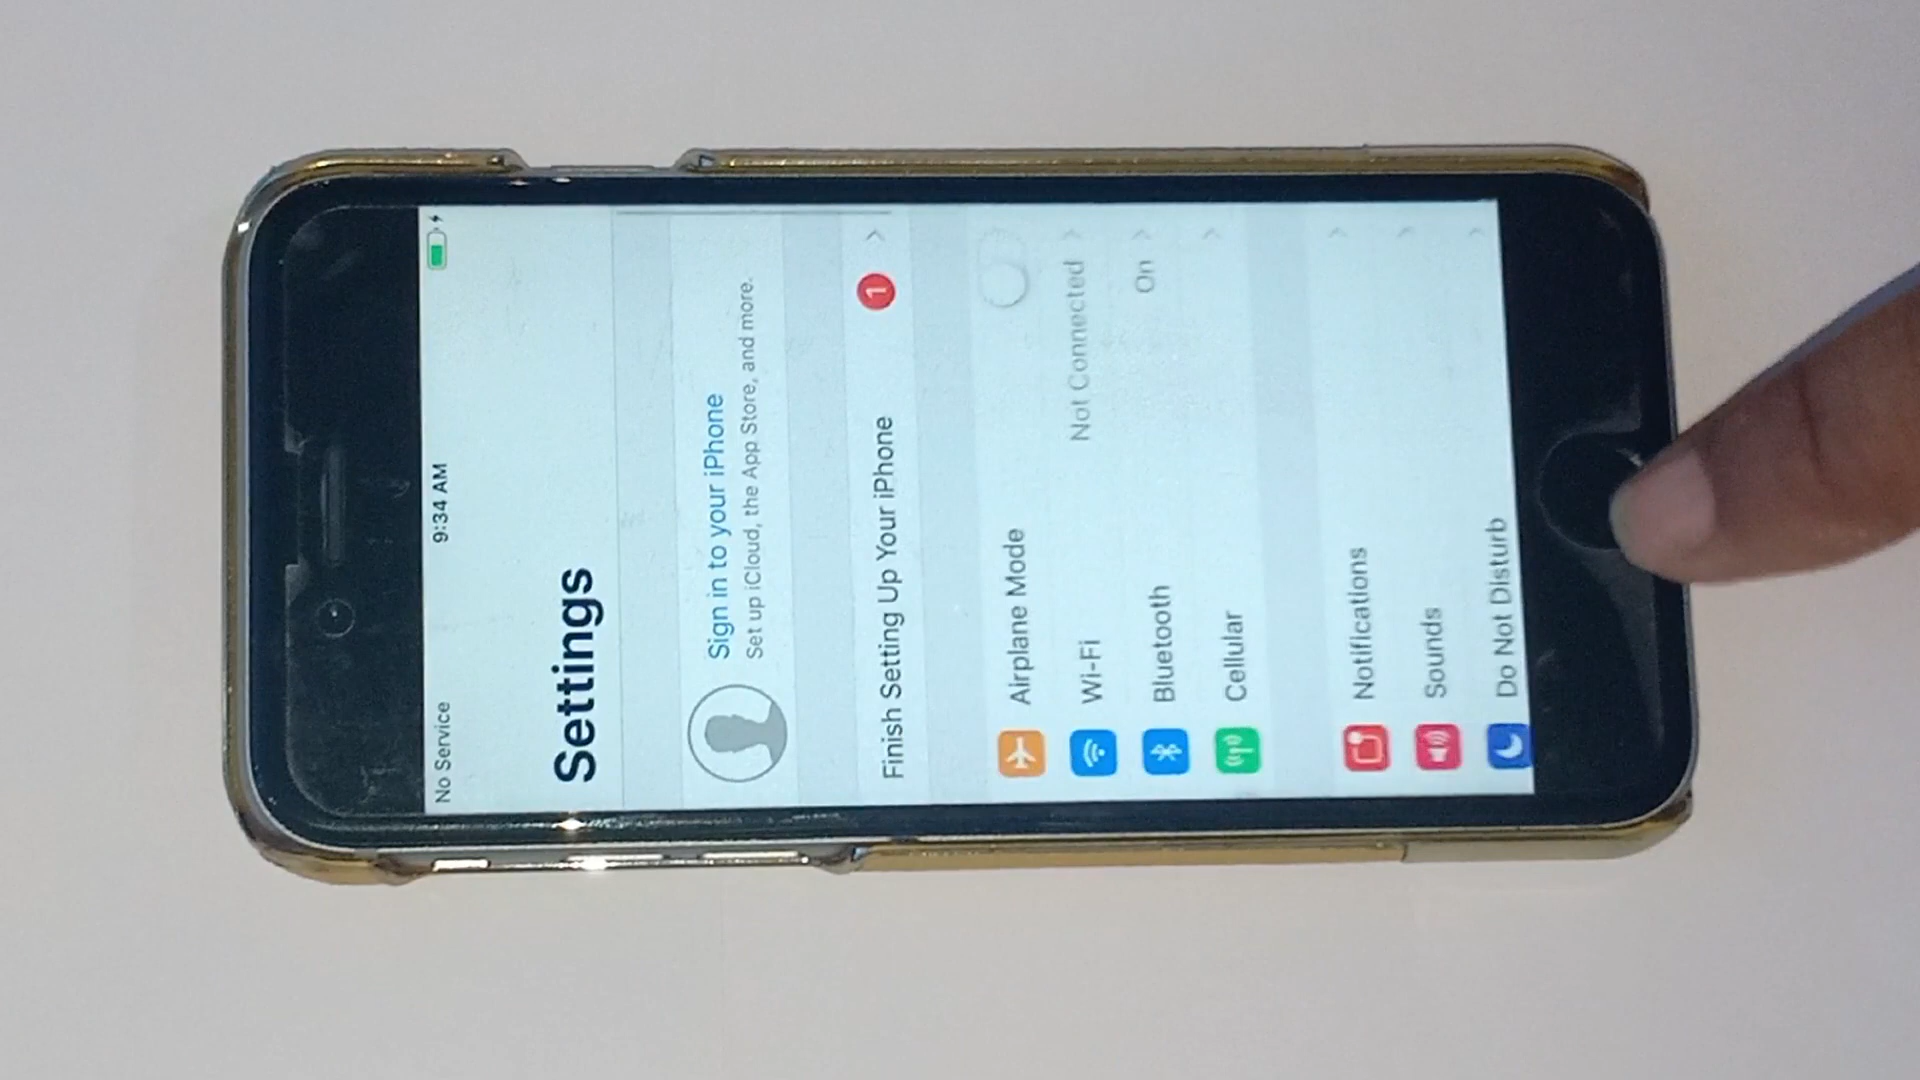 No Service 9:34 AM
Settings
Sign in to your iPhone
Set up iCloud, the App Store, and more.
Finish Setting Up Your iPhone 1
Airplane Mode
Wi-Fi Not Connected
Bluetooth On
Cellular
Notifications
Sounds
Do Not Disturb